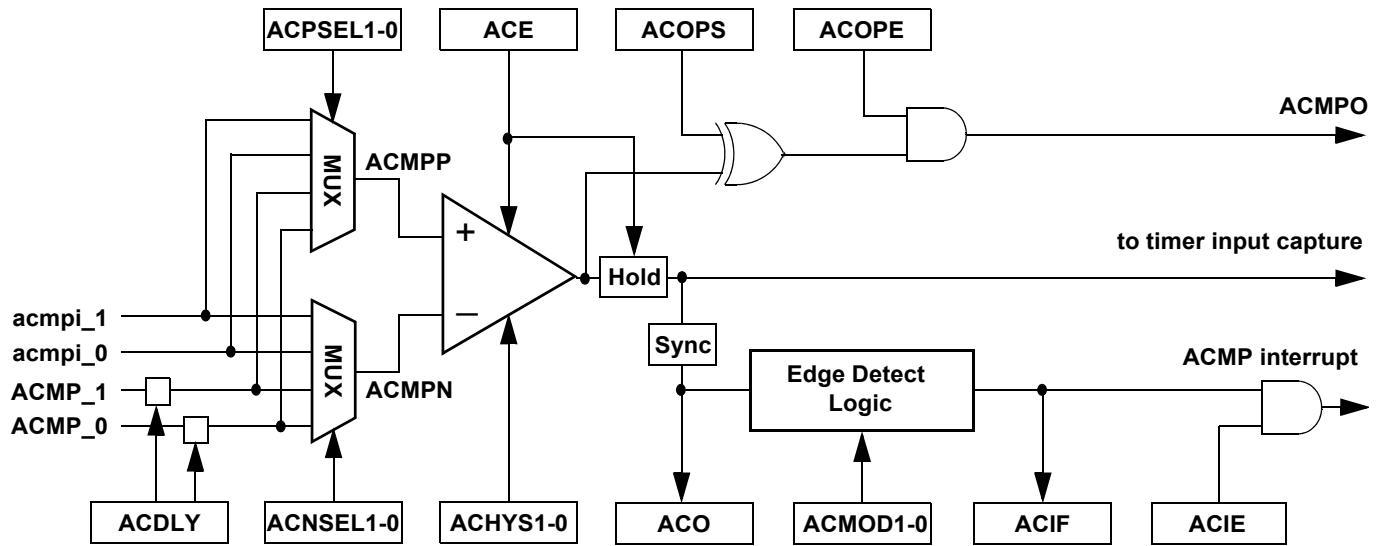 ACPSEL1-0
ACE
ACOPS
ACOPE
ACMPO
MUX
ACMPP
+
to timer input capture
Hold
acmpi_1
acmpi_0
ACMP_1
ACMP_0
MUX
ACMPN
–
Sync
Edge Detect
Logic
ACMP interrupt
ACDLY
ACNSEL1-0
ACHYS1-0
ACO
ACMOD1-0
ACIF
ACIE